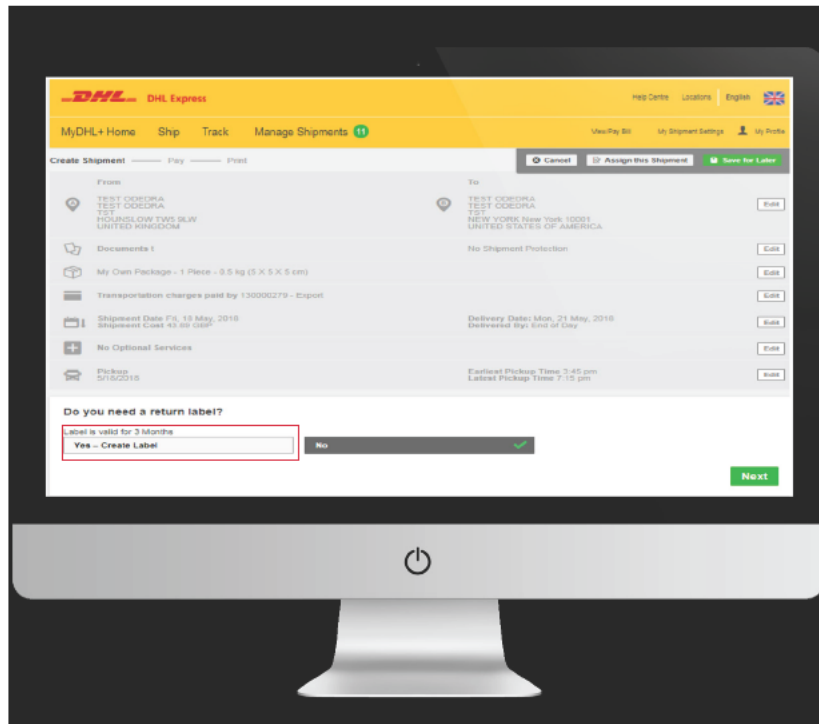 DHL DHL Express
Help Centre Locations English
MyDHL+ Home Ship Track Manage Shipments 11
View/Pay Bill My Shipment Settings My Profile
Create Shipment Pay Print
Cancel Assign this Shipment Save for Later
From
TEST ODEDRA
TEST ODEDRA
TST
HOUNSLOW TW5 9LW
UNITED KINGDOM
To
TEST ODEDRA
TEST ODEDRA
TST
NEW YORK New York 10001
UNITED STATES OF AMERICA
Edit
Documents t
No Shipment Protection
Edit
My Own Package - 1 Piece - 0.5 kg (5 X 5 X 5 cm)
Edit
Transportation charges paid by 130000279 - Export
Edit
Shipment Date Fri, 18 May, 2018
Shipment Cost GBP
Delivery Date: Mon, 21 May, 2018
Delivered By: End of Day
Edit
No Optional Services
Edit
Pickup
5/18/2018
Earliest Pickup Time 3:45 pm
Latest Pickup Time 7:15 pm
Edit
Do you need a return label?
Label is valid for 3 Months
Yes – Create Label
No
Next